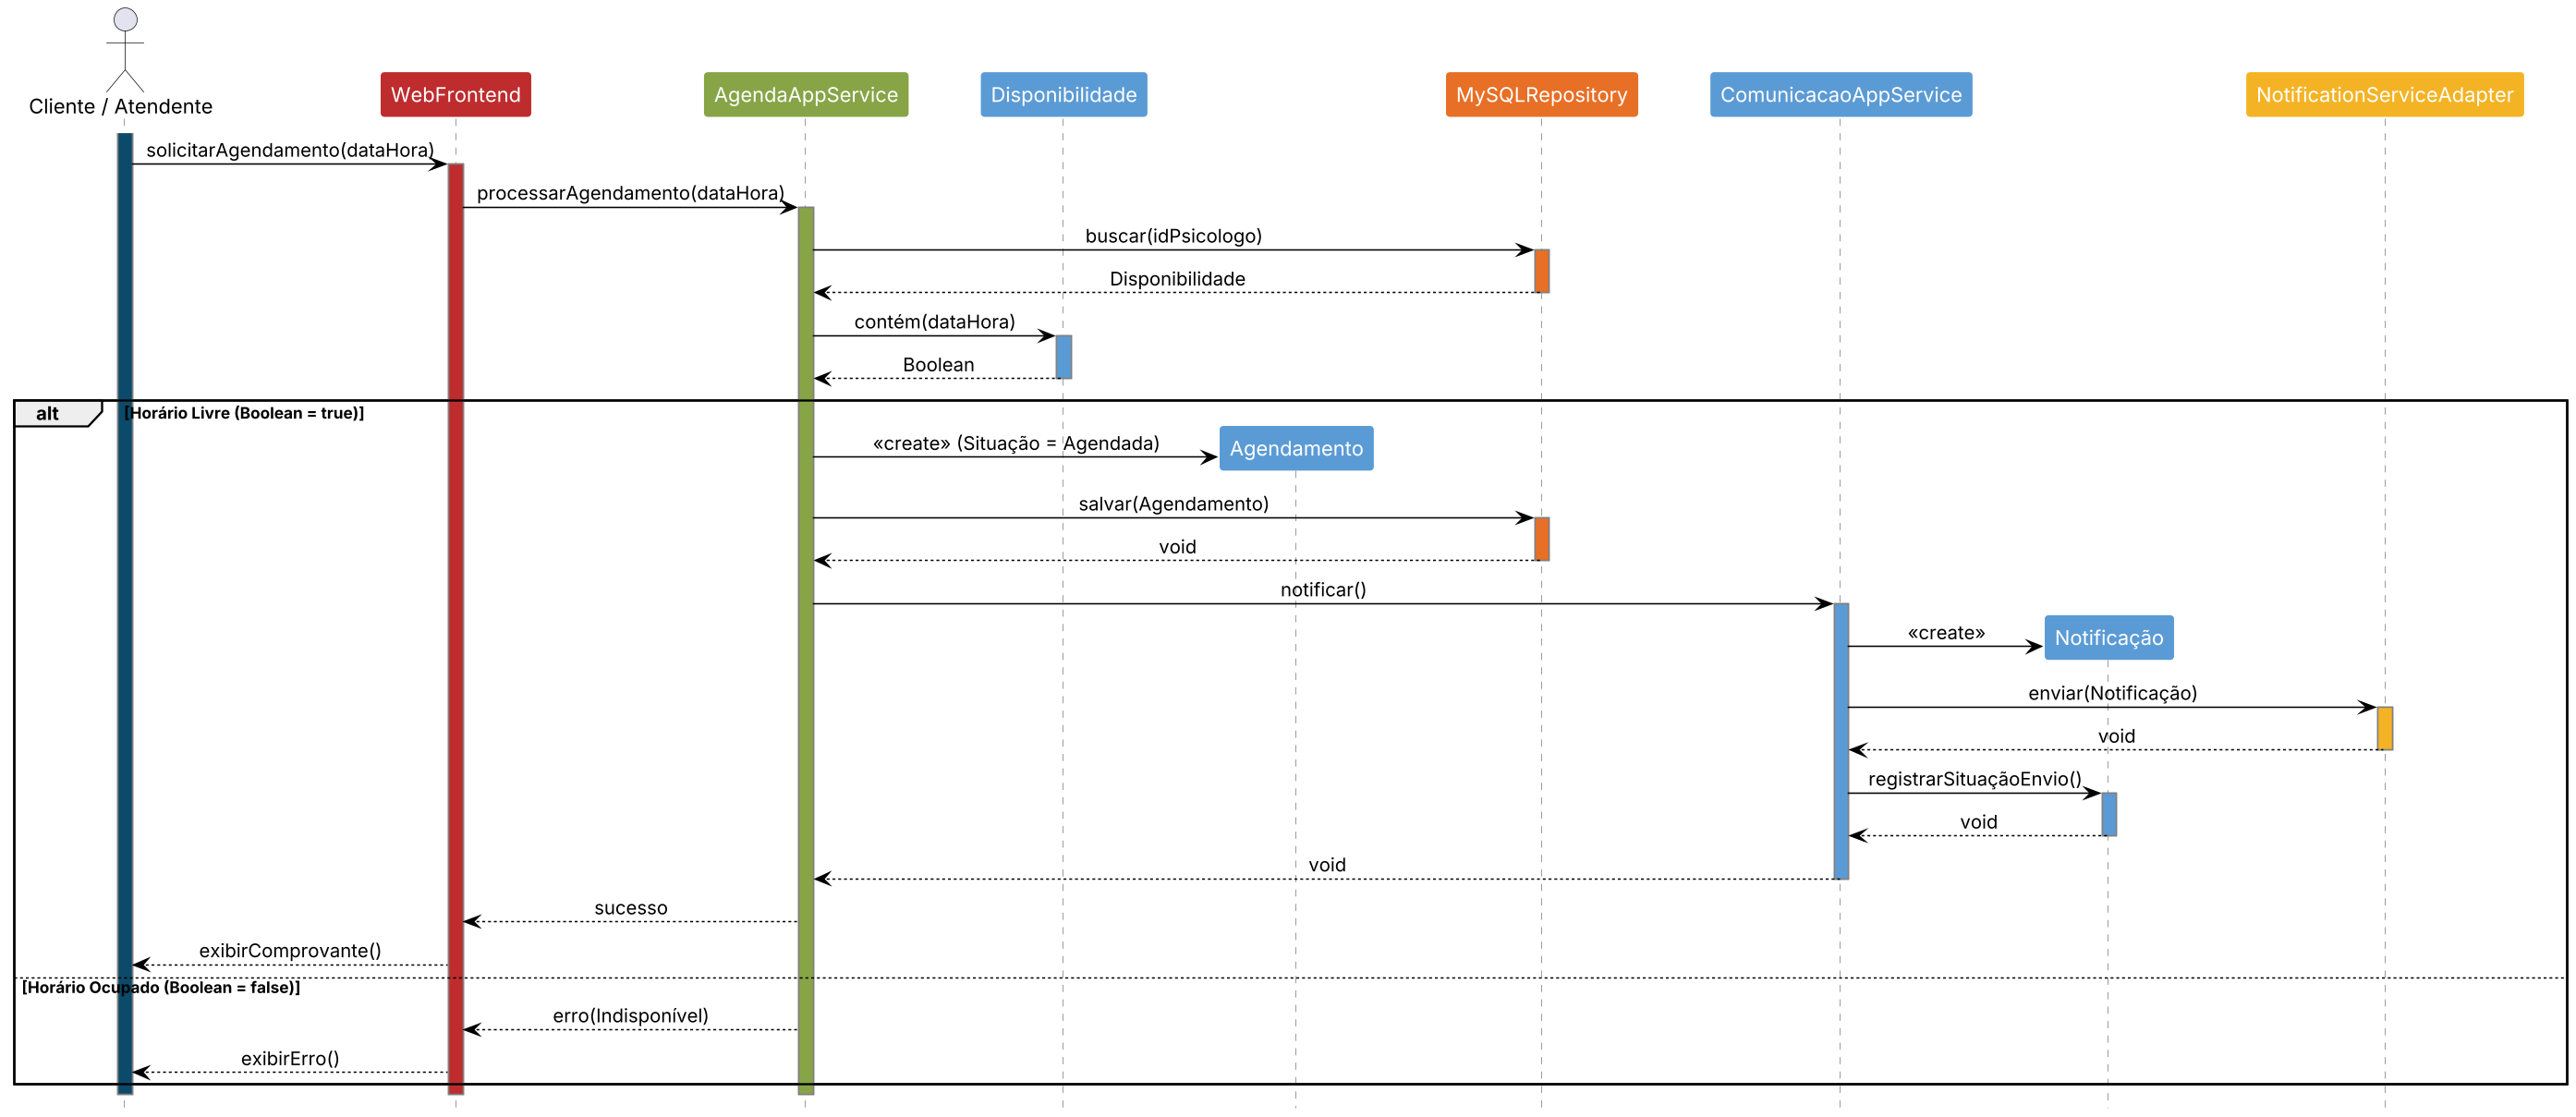 Cliente / Atendente
WebFrontend
AgendaAppService
Disponibilidade
MySQLRepository
ComunicacaoAppService
NotificationServiceAdapter
solicitarAgendamento(dataHora)
processarAgendamento(dataHora)
buscar(idPsicologo)
Disponibilidade
contém(dataHora)
Boolean
alt
[Horário Livre (Boolean = true)]
«create» (Situação = Agendada)
Agendamento
salvar(Agendamento)
void
notificar()
«create»
Notificação
enviar(Notificação)
void
registrarSituaçãoEnvio()
void
void
sucesso
exibirComprovante()
[Horário Ocupado (Boolean = false)]
erro(Indisponível)
exibirErro()